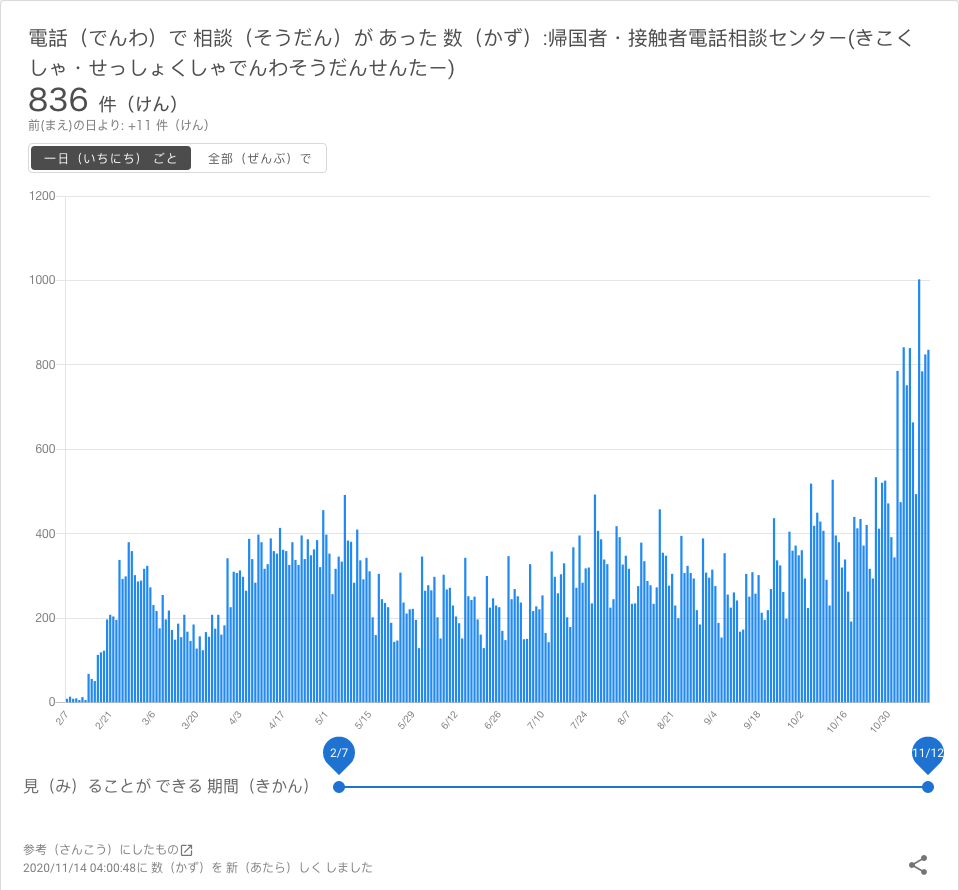 電話（でんわ）で 相談（そうだん）が あった 数（かず）:帰国者・接触者電話相談センター(きこく
しゃ・せっしょくしゃでんわそうだんせんたー)
836 件（けん）
前(まえ)の日より: +11 件（けん）
一日（いちにち） ごと 全部（ぜんぶ）で
1200
1000
800
600
400
200
0
2/7 2/21 3/6 3/20 4/3 4/17 5/1 5/15 5/29 6/12 6/26 7/10 7/24 8/7 8/21 9/4 9/18 10/2 10/16 10/30
2/7 11/12
見（み）ることが できる 期間（きかん）
参考（さんこう）にしたもの
2020/11/14 04:00:48に 数（かず）を 新（あたら）しく しました